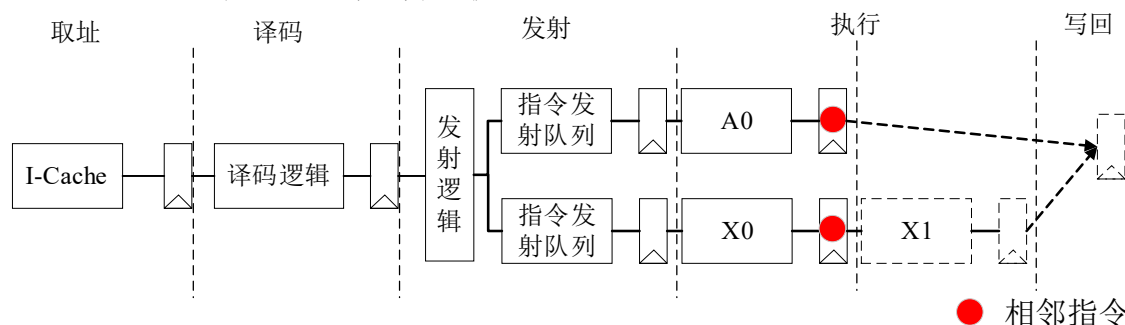 取址
译码
发射
执行
写回
指令发
射队列
A0
I-Cache
译码逻辑
发
射
逻
辑
指令发
射队列
X0
X1
相邻指令